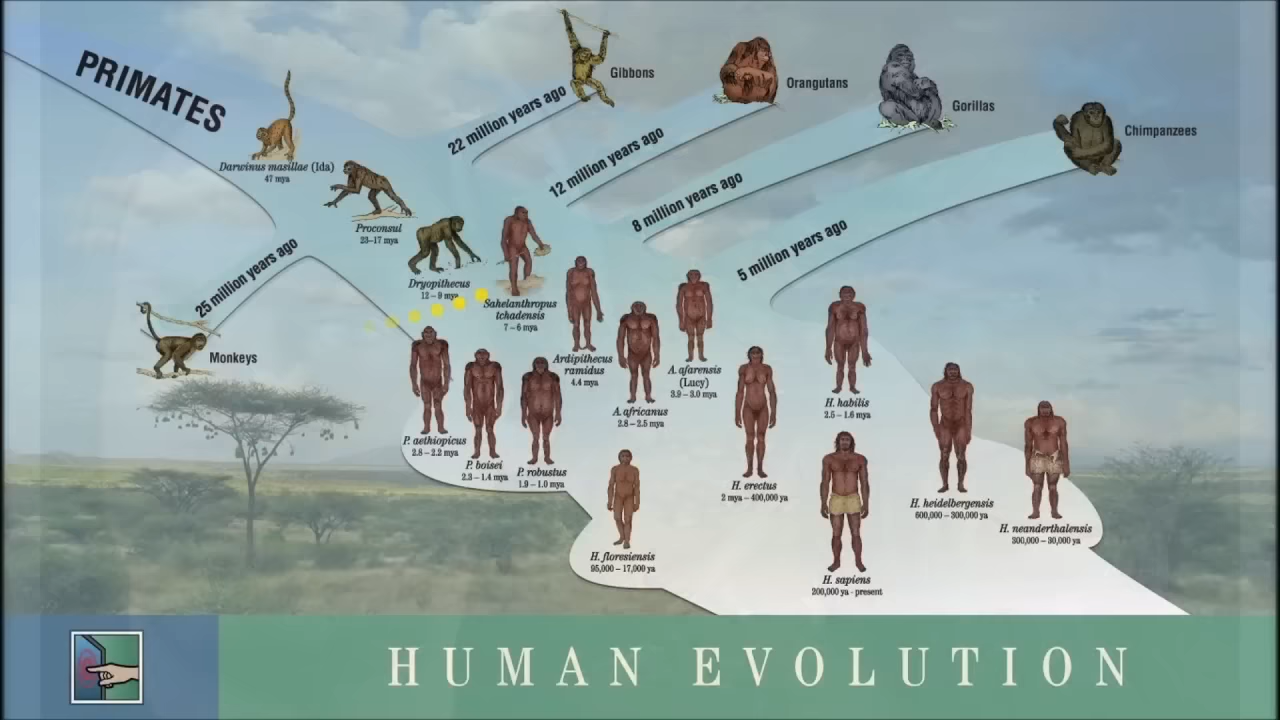 PRIMATES
Gibbons
Orangutans
Gorillas
Chimpanzees
22 million years ago
12 million years ago
8 million years ago
5 million years ago
25 million years ago
Darwinus masillae (Ida)
47 mya
Proconsul
23–17 mya
Dryopithecus
12 – 9 mya
Sahelanthropus
tchadensis
7 – 6 mya
Monkeys
Ardipithecus
ramidus
4.4 mya
A. afarensis
(Lucy)
3.9 – 3.0 mya
A. africanus
2.8 – 2.5 mya
H. habilis
2.5 – 1.6 mya
P. aethiopicus
2.8 – 2.2 mya
P. boisei
2.3 – 1.4 mya
P. robustus
1.9 – 1.0 mya
H. erectus
2 mya – 400,000 ya
H. heidelbergensis
600,000 – 300,000 ya
H. neanderthalensis
300,000 – 30,000 ya
H. floresiensis
95,000 – 17,000 ya
H. sapiens
200,000 ya - present
HUMAN EVOLUTION